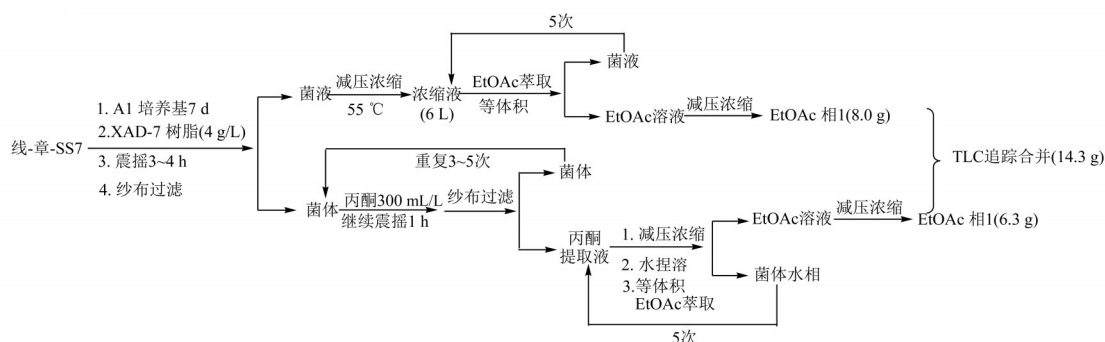 5次
菌液
减压浓缩
55 ℃
菌液
浓缩液
(6 L)
EtOAc萃取
等体积
1. A1 培养基7 d
2.XAD-7 树脂(4 g/L)
3. 震摇3~4 h
4. 纱布过滤
线-章-SS7
EtOAc溶液
减压浓缩
EtOAc 相1(8.0 g)
TLC追踪合并(14.3 g)
重复3~5次
菌体
菌体
丙酮300 mL/L
继续震摇1 h
纱布过滤
丙酮
提取液
1. 减压浓缩
2. 水捏溶
3.等体积
EtOAc萃取
EtOAc溶液
减压浓缩
EtOAc 相1(6.3 g)
菌体水相
5次